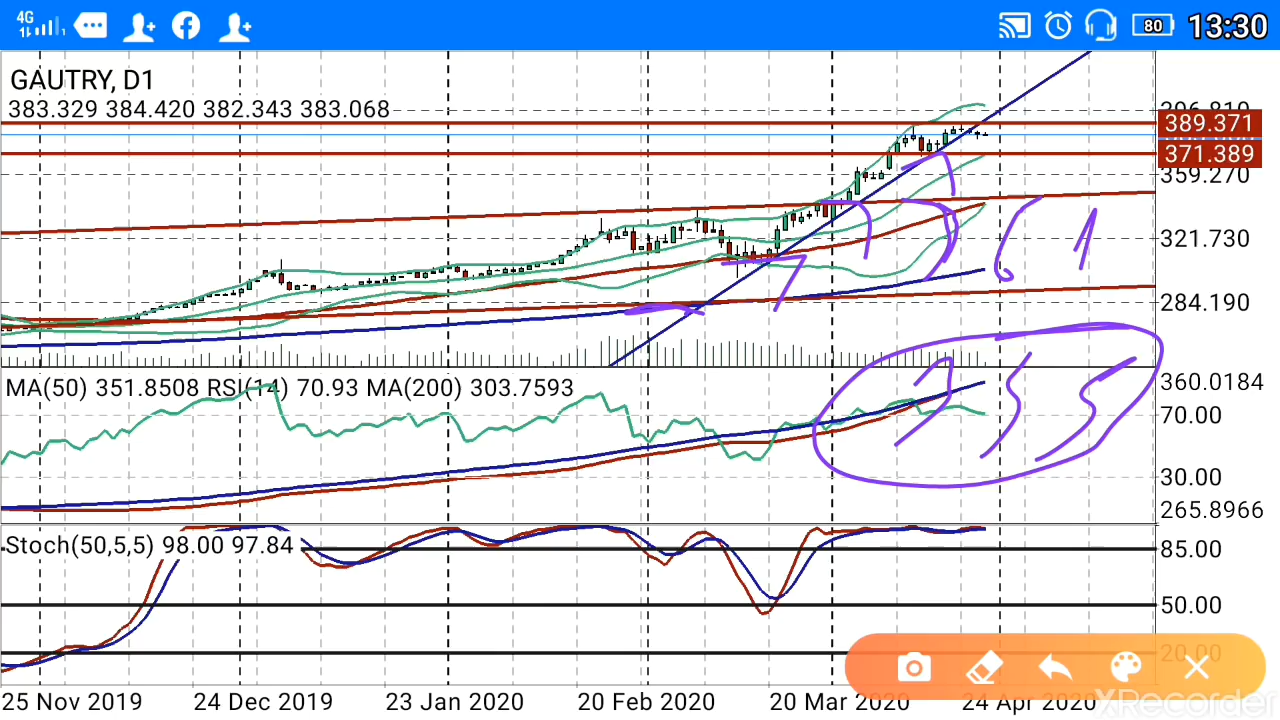 4G 80 13:30
GAUTRY, D1
383.329 384.420 382.343 383.068
389.371
371.389
359.270
321.730
284.190
MA(50) 351.8508 RSI(14) 70.93 MA(200) 303.7593
360.0184
70.00
30.00
265.8966
Stoch(50,5,5) 98.00 97.84
85.00
50.00
20.00
25 Nov 2019 24 Dec 2019 23 Jan 2020 20 Feb 2020 20 Mar 2020 24 Apr 2020
XRecorder